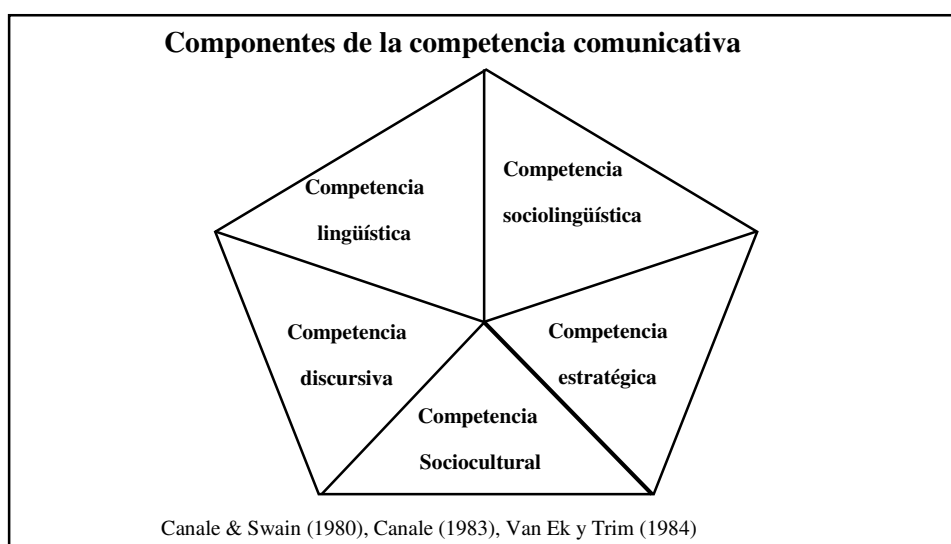 Componentes de la competencia comunicativa
Competencia
lingüística
Competencia
sociolingüística
Competencia
discursiva
Competencia
estratégica
Competencia
Sociocultural
Canale & Swain (1980), Canale (1983), Van Ek y Trim (1984)